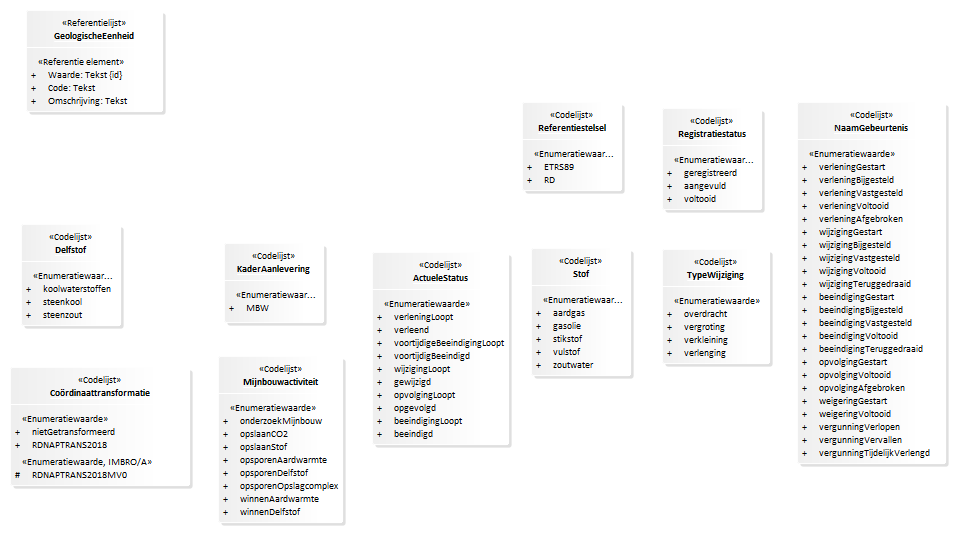 «Referentielijst»
GeologischeEenheid
«Referentie element»
+ Waarde: Tekst {id}
+ Code: Tekst
+ Omschrijving: Tekst
«Codelijst»
Referentiestelsel
«Enumeratiewaar...
+ ETRS89
+ RD
«Codelijst»
Registratiestatus
«Enumeratiewaar...
+ geregistreerd
+ aangevuld
+ voltooid
«Codelijst»
NaamGebeurtenis
«Enumeratiewaarde»
+ verleningGestart
+ verleningBijgesteld
+ verleningVastgesteld
+ verleningVoltooid
+ verleningAfgebroken
+ wijzigingGestart
+ wijzigingBijgesteld
+ wijzigingVastgesteld
+ wijzigingVoltooid
+ wijzigingTeruggedraaid
+ beeindigingGestart
+ beeindigingBijgesteld
+ beeindigingVastgesteld
+ beeindigingVoltooid
+ beeindigingTeruggedraaid
+ opvolgingGestart
+ opvolgingVoltooid
+ opvolgingAfgebroken
+ weigeringGestart
+ weigeringVoltooid
+ vergunningVerlopen
+ vergunningVervallen
+ vergunningTijdelijkVerlengd
«Codelijst»
Delfstof
«Enumeratiewaar...
+ koolwaterstoffen
+ steenkool
+ steenzout
«Codelijst»
KaderAanlevering
«Enumeratiewaar...
+ MBW
«Codelijst»
ActueleStatus
«Enumeratiewaarde»
+ verleningLoopt
+ verleend
+ voortijdigeBeeindigingLoopt
+ voortijdigBeeindigd
+ wijzigingLoopt
+ gewijzigd
+ opvolgingLoopt
+ opgevolgd
+ beeindigingLoopt
+ beeindigd
«Codelijst»
Stof
«Enumeratiewaar...
+ aardgas
+ gasolie
+ stikstof
+ vulstof
+ zoutwater
«Codelijst»
TypeWijziging
«Enumeratiewaarde»
+ overdracht
+ vergroting
+ verkleining
+ verlenging
«Codelijst»
Coördinaattransformatie
«Enumeratiewaarde»
+ nietGetransformeerd
+ RDNAPTRANS2018
«Enumeratiewaarde, IMBRO/A»
# RDNAPTRANS2018MV0
«Codelijst»
Mijnbouwactiviteit
«Enumeratiewaarde»
+ onderzoekMijnbouw
+ opslaanCO2
+ opslaanStof
+ opsporenAardwarmte
+ opsporenDelfstof
+ opsporenOpslagcomplex
+ winnenAardwarmte
+ winnenDelfstof